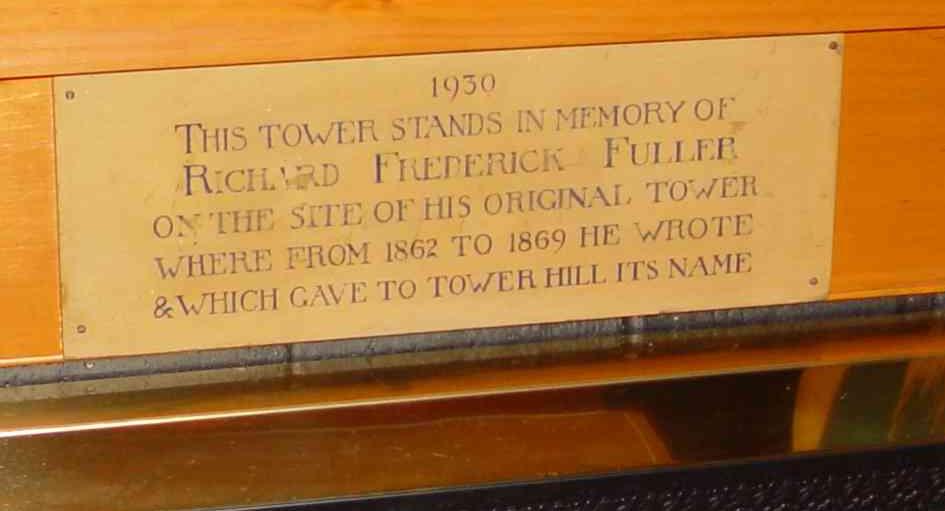 1930
THIS TOWER STANDS IN MEMORY OF
RICHARD FREDERICK FULLER
ON THE SITE OF HIS ORIGINAL TOWER
WHERE FROM 1862 TO 1869 HE WROTE
& WHICH GAVE TO TOWER HILL ITS NAME